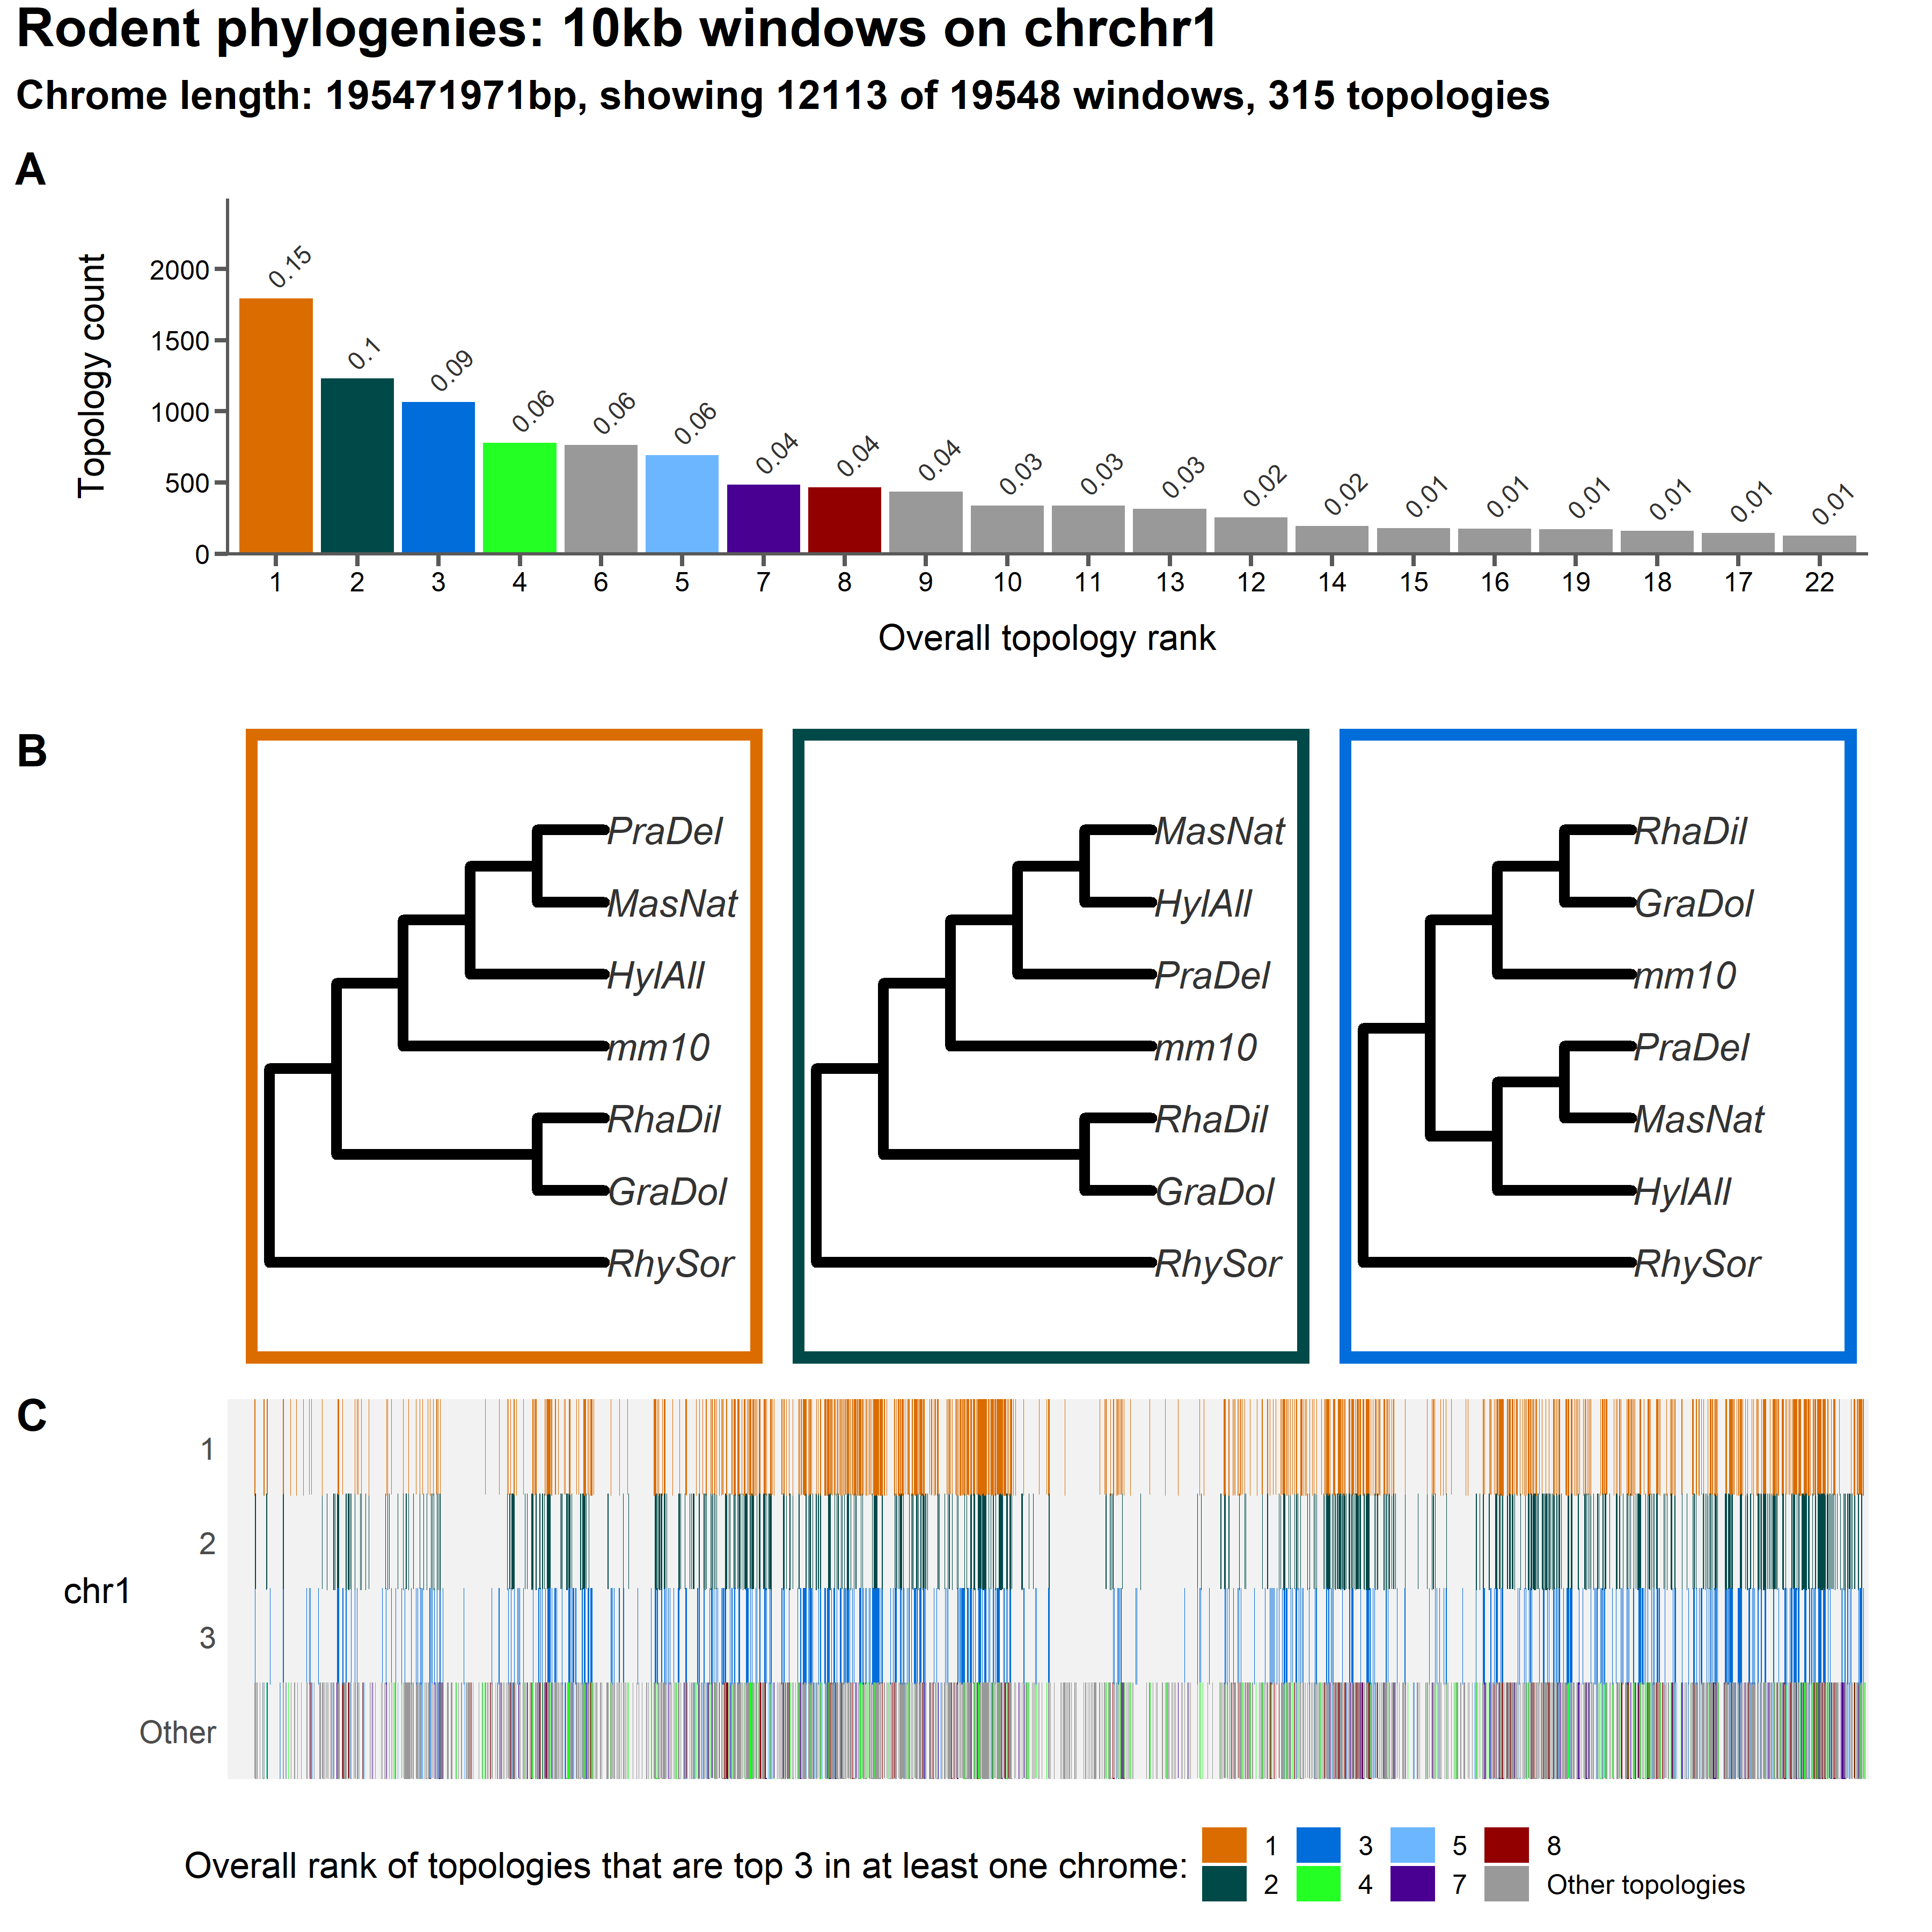 Rodent phylogenies: 10kb windows on chrchr1
Chrome length: 195471971bp, showing 12113 of 19548 windows, 315 topologies
A
Topology count
2000
1500
1000
500
0
0.15 0.1 0.09 0.06 0.06 0.06 0.04 0.04 0.04 0.03 0.03 0.03 0.02 0.02 0.01 0.01 0.01 0.01 0.01 0.01
1 2 3 4 6 5 7 8 9 10 11 13 12 14 15 16 19 18 17 22
Overall topology rank
B
PraDel
MasNat
HylAll
mm10
RhaDil
GraDol
RhySor
MasNat
HylAll
PraDel
mm10
RhaDil
GraDol
RhySor
RhaDil
GraDol
mm10
PraDel
MasNat
HylAll
RhySor
C
chr1
1
2
3
Other
Overall rank of topologies that are top 3 in at least one chrome:
1 3 5 8
2 4 7 Other topologies